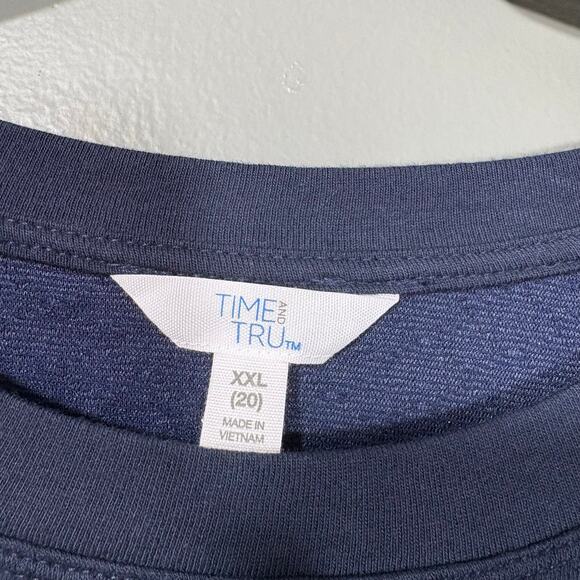 TIME AND
TRU™
XXL
(20)
MADE IN
VIETNAM